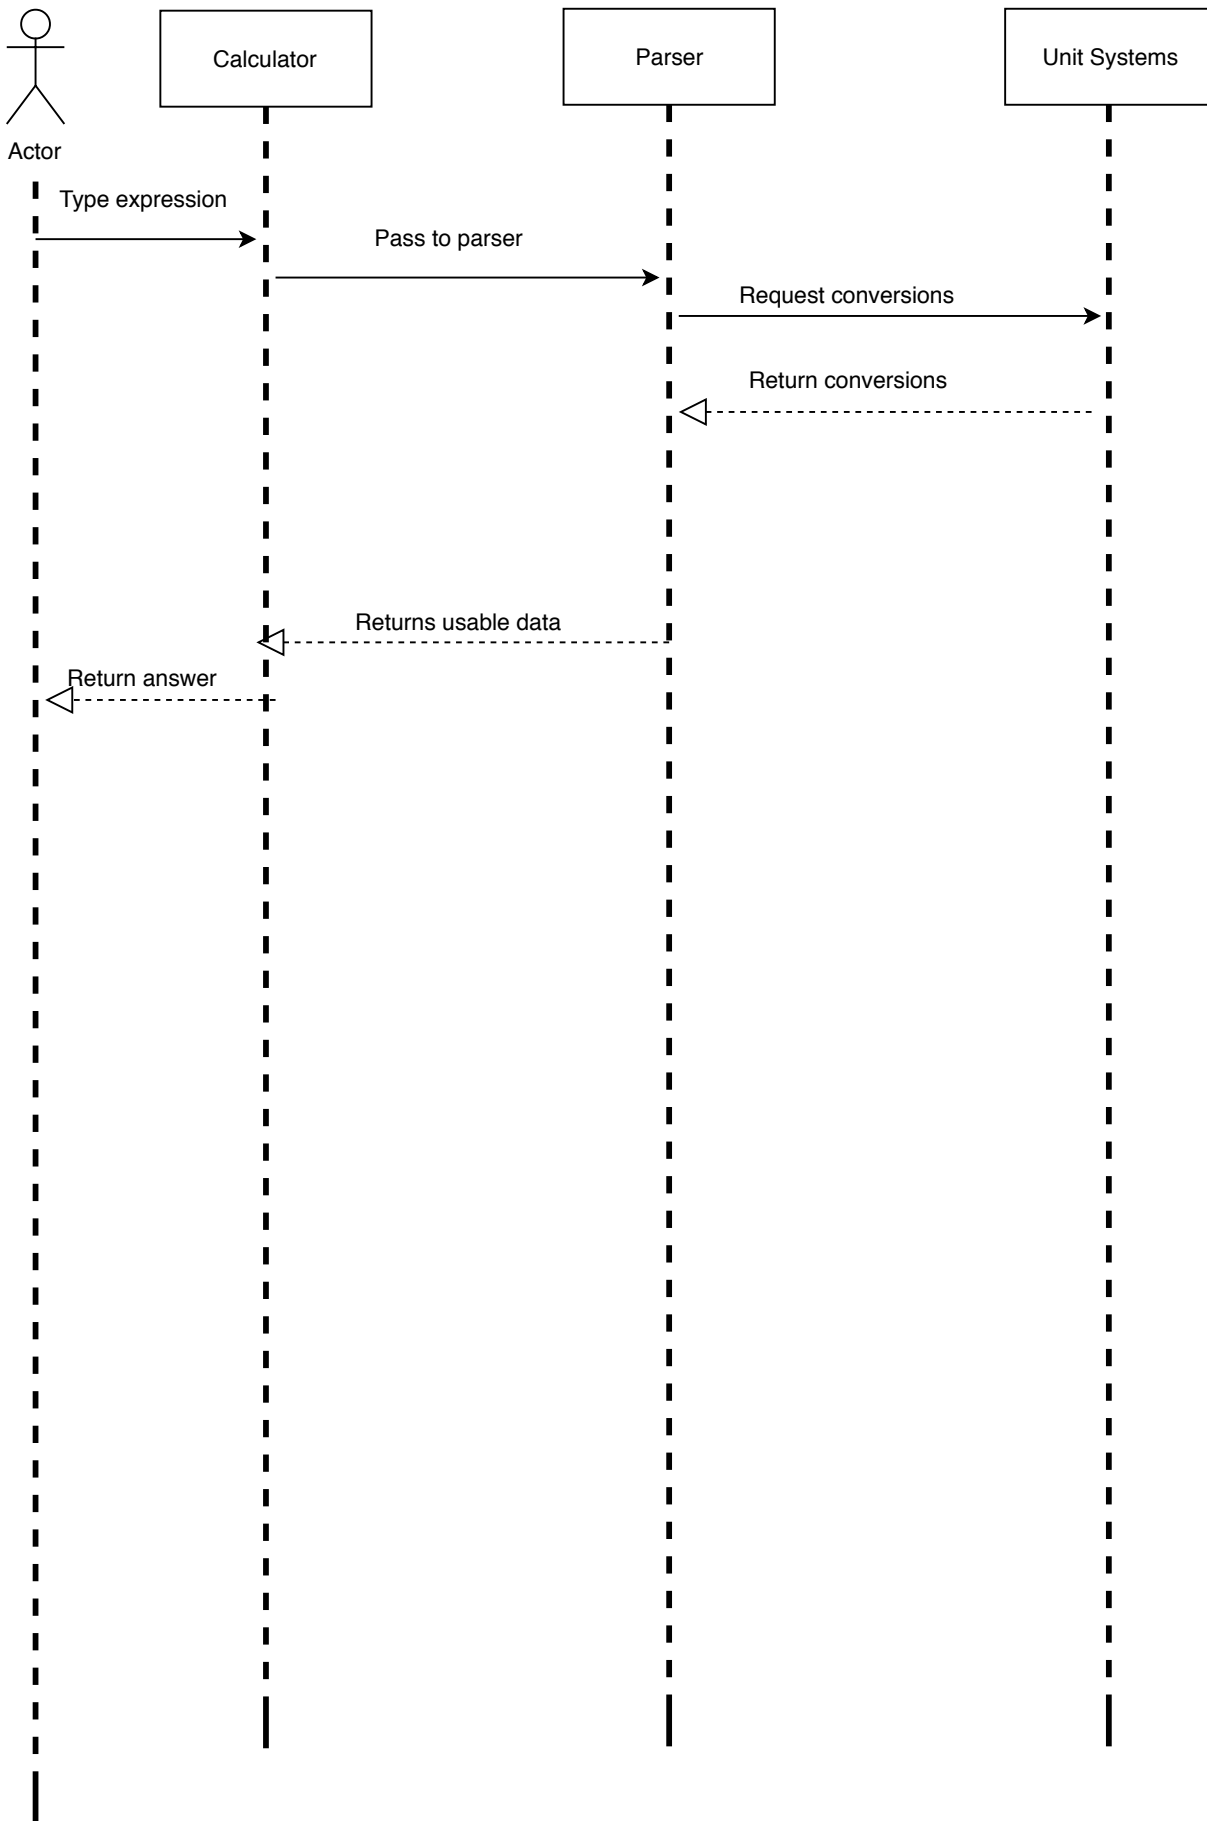 Calculator
Parser
Unit Systems
Actor
Type expression
Pass to parser
Request conversions
Return conversions
Returns usable data
Return answer